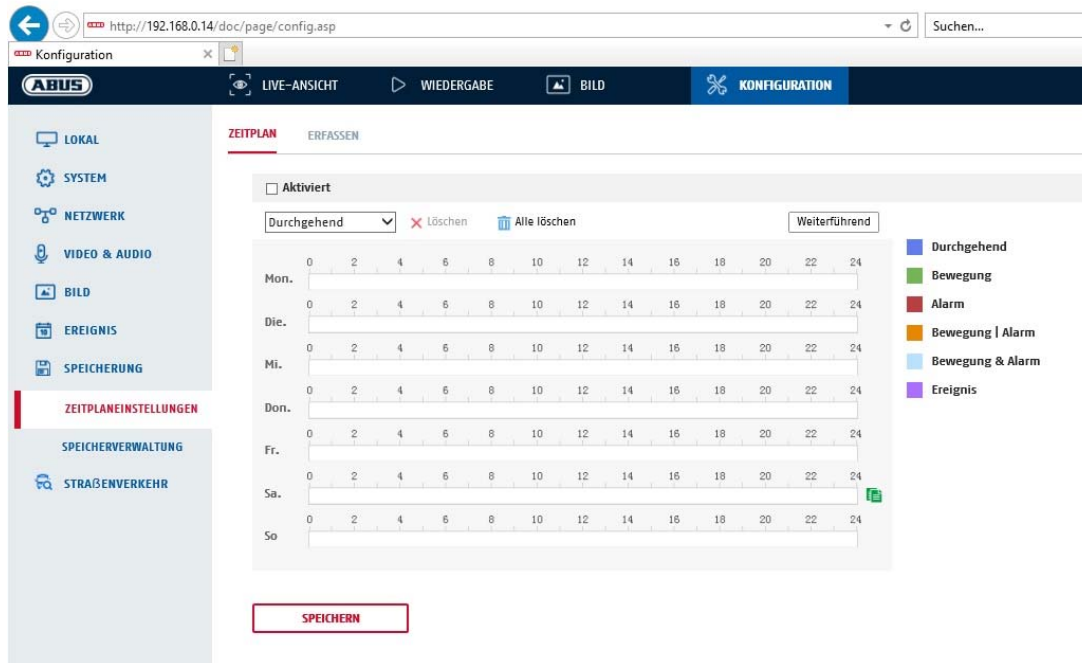 http://192.168.0.14/doc/page/config.asp
Suchen...
Konfiguration
ABUS
LIVE-ANSICHT
WIEDERGABE
BILD
KONFIGURATION
LOKAL
SYSTEM
NETZWERK
VIDEO & AUDIO
BILD
EREIGNIS
SPEICHERUNG
ZEITPLANEINSTELLUNGEN
SPEICHERVERWALTUNG
STRAßENVERKEHR
ZEITPLAN ERFASSEN
Aktiviert
Durchgehend Löschen Alle löschen Weiterführend
0 2 4 6 8 10 12 14 16 18 20 22 24
Mon.
0 2 4 6 8 10 12 14 16 18 20 22 24
Die.
0 2 4 6 8 10 12 14 16 18 20 22 24
Mi.
0 2 4 6 8 10 12 14 16 18 20 22 24
Don.
0 2 4 6 8 10 12 14 16 18 20 22 24
Fr.
0 2 4 6 8 10 12 14 16 18 20 22 24
Sa.
0 2 4 6 8 10 12 14 16 18 20 22 24
So
Durchgehend
Bewegung
Alarm
Bewegung | Alarm
Bewegung & Alarm
Ereignis
SPEICHERN